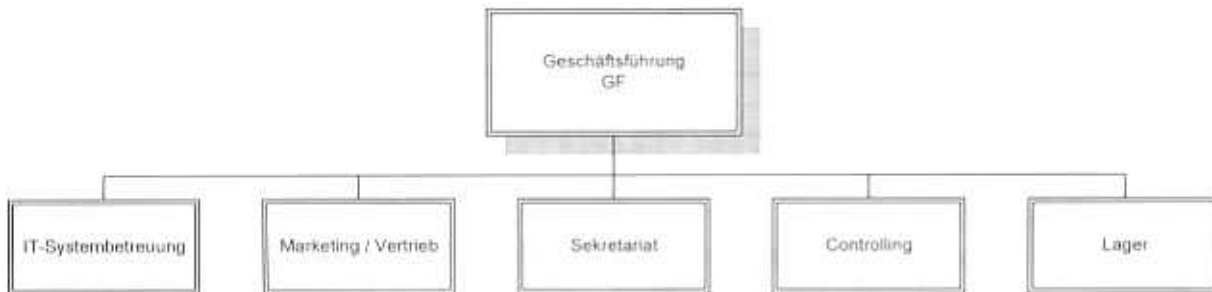 Geschäftsführung
GF
IT-Systembetreuung
Marketing / Vertrieb
Sekretariat
Controlling
Lager